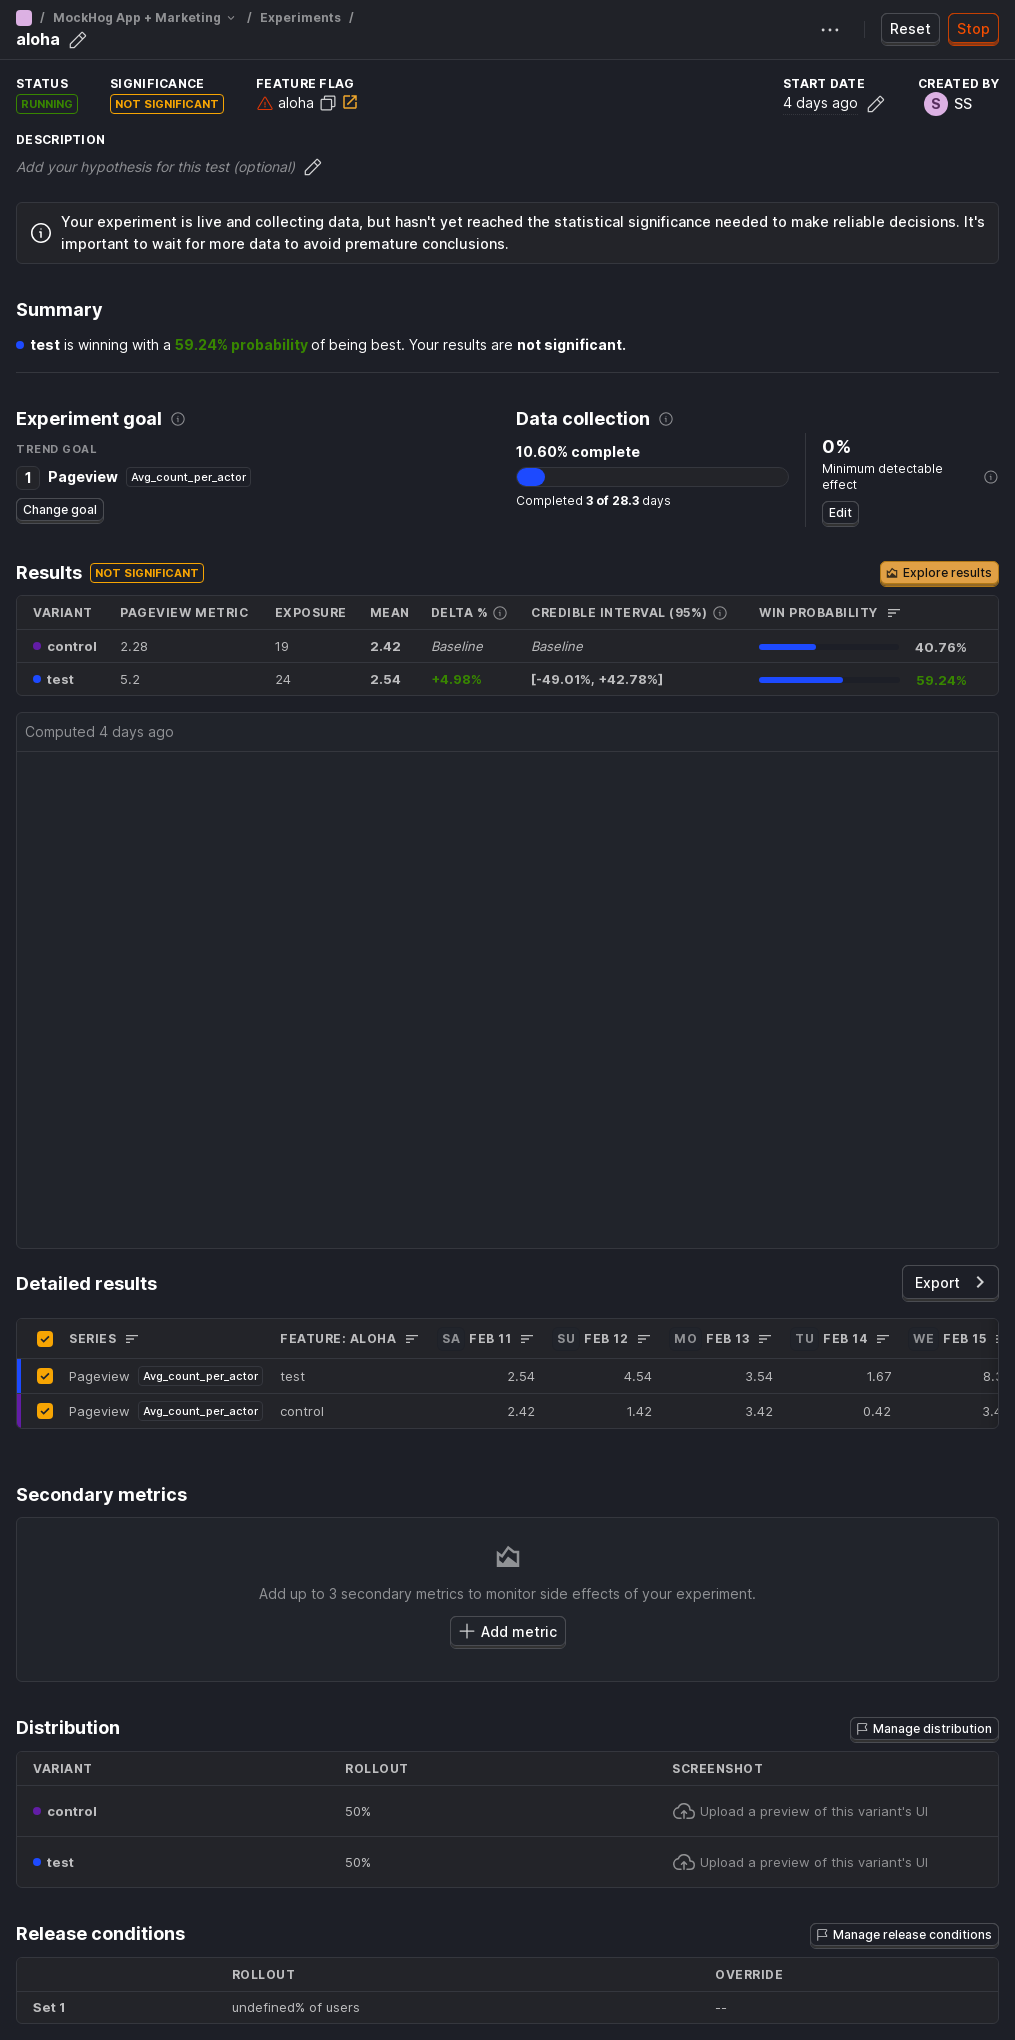 / MockHog App + Marketing / Experiments /
aloha
Reset Stop
STATUS SIGNIFICANCE FEATURE FLAG START DATE CREATED BY
RUNNING NOT SIGNIFICANT aloha 4 days ago S SS
DESCRIPTION
Add your hypothesis for this test (optional)
Your experiment is live and collecting data, but hasn't yet reached the statistical significance needed to make reliable decisions. It's
important to wait for more data to avoid premature conclusions.
Summary
test is winning with a 59.24% probability of being best. Your results are not significant.
Experiment goal
TREND GOAL
1 Pageview Avg_count_per_actor
Change goal
Data collection
10.60% complete
Completed 3 of 28.3 days
0%
Minimum detectable
effect
Edit
Results NOT SIGNIFICANT Explore results
VARIANT PAGEVIEW METRIC EXPOSURE MEAN DELTA % CREDIBLE INTERVAL (95%) WIN PROBABILITY
control 2.28 19 2.42 Baseline Baseline 40.76%
test 5.2 24 2.54 +4.98% [-49.01%, +42.78%] 59.24%
Computed 4 days ago
Detailed results Export
SERIES FEATURE: ALOHA SA FEB 11 SU FEB 12 MO FEB 13 TU FEB 14 WE FEB 15
Pageview Avg_count_per_actor test 2.54 4.54 3.54 1.67 8.3
Pageview Avg_count_per_actor control 2.42 1.42 3.42 0.42 3.4
Secondary metrics
Add up to 3 secondary metrics to monitor side effects of your experiment.
Add metric
Distribution Manage distribution
VARIANT ROLLOUT SCREENSHOT
control 50% Upload a preview of this variant's UI
test 50% Upload a preview of this variant's UI
Release conditions Manage release conditions
ROLLOUT OVERRIDE
Set 1 undefined% of users --